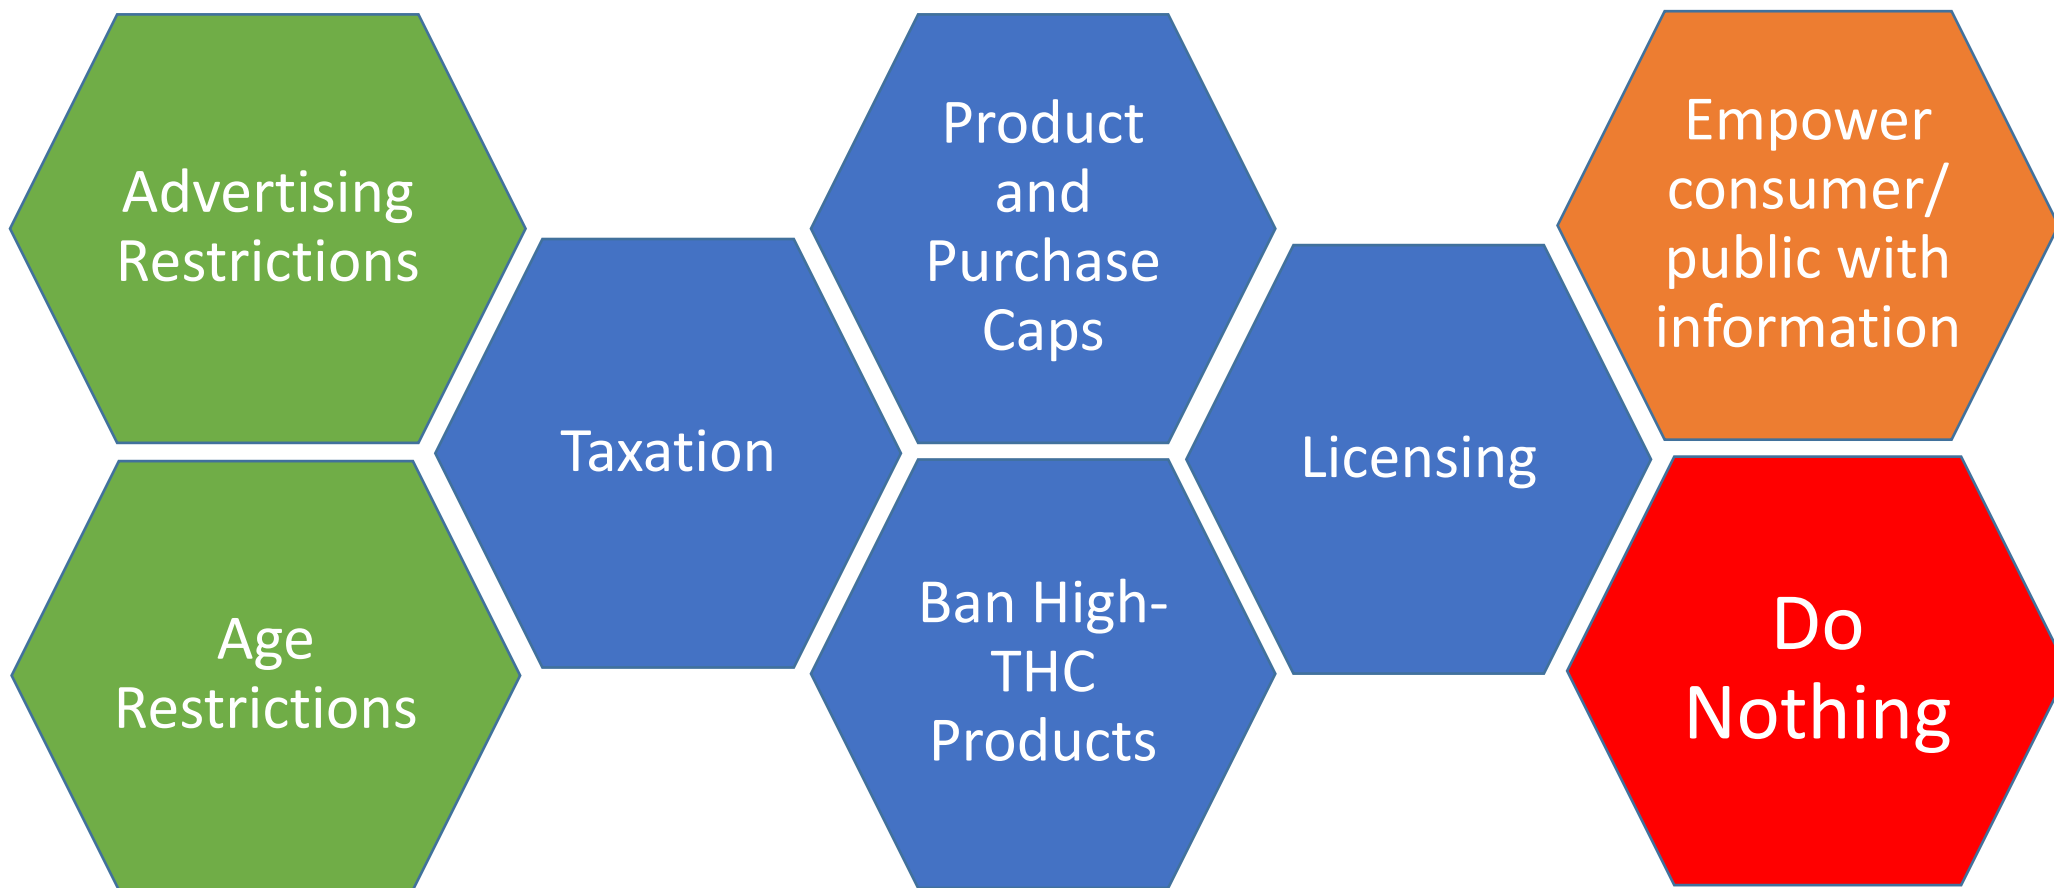 Advertising
Restrictions
Age
Restrictions
Taxation
Product
and
Purchase
Caps
Ban High-
THC
Products
Licensing
Empower
consumer/
public with
information
Do
Nothing